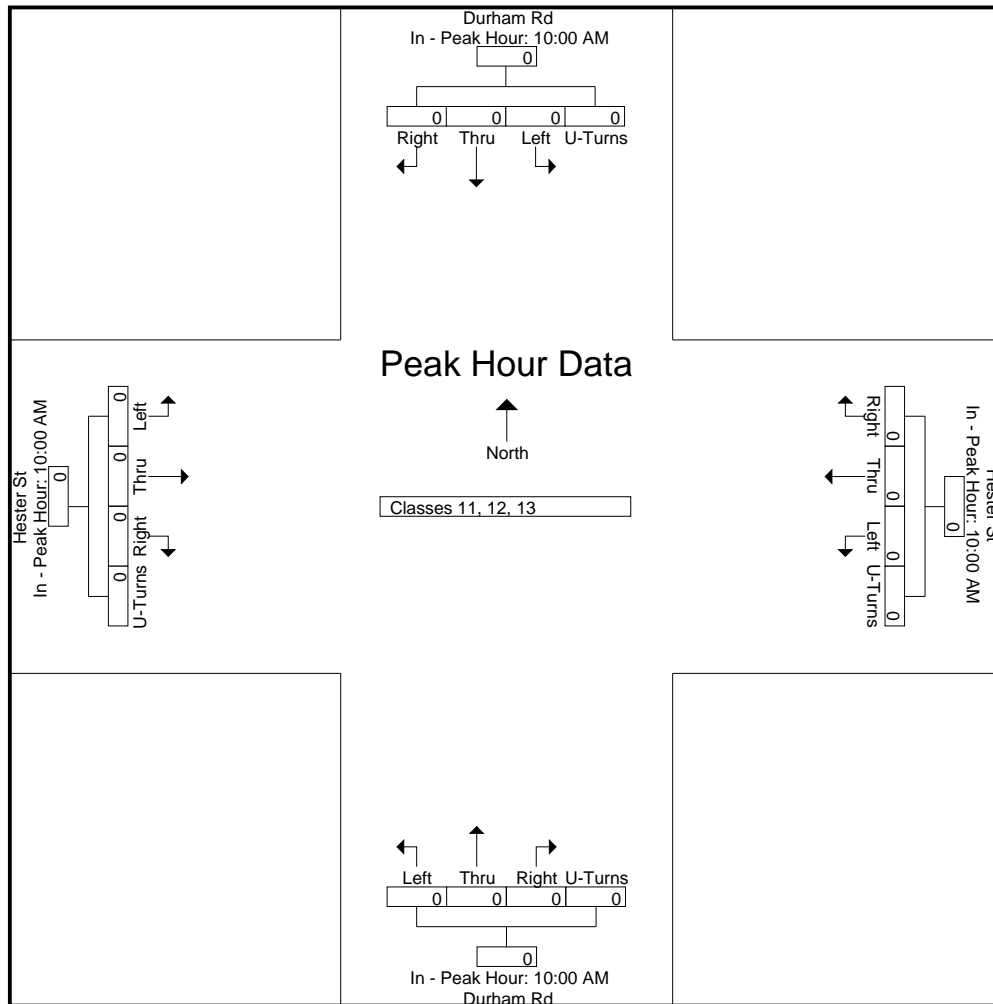 Durham Rd
In - Peak Hour: 10:00 AM
0
0 0 0 0
Right Thru Left U-Turns
Peak Hour Data
North
Classes 11, 12, 13
Hester St
In - Peak Hour: 10:00 AM
0
0 0 0 0
Left Thru Right U-Turns
Hester St
In - Peak Hour: 10:00 AM
0
0 0 0 0
Right Thru Left U-Turns
Left Thru Right U-Turns
0 0 0 0
0
In - Peak Hour: 10:00 AM
Durham Rd